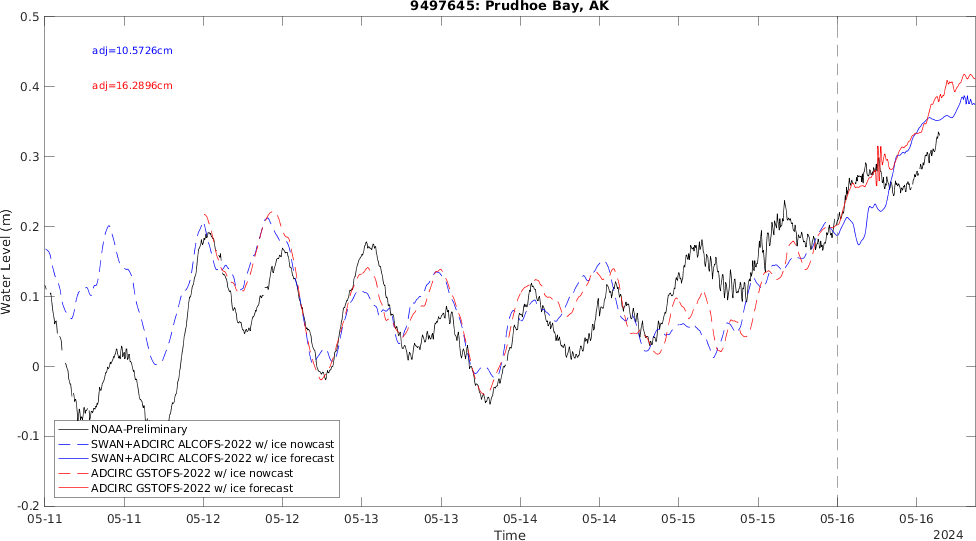 9497645: Prudhoe Bay, AK
0.5
0.4
0.3
0.2
0.1
0
-0.1
-0.2
Water Level (m)
adj=10.5726cm
adj=16.2896cm
NOAA-Preliminary
SWAN+ADCIRC ALCOFS-2022 w/ ice nowcast
SWAN+ADCIRC ALCOFS-2022 w/ ice forecast
ADCIRC GSTOFS-2022 w/ ice nowcast
ADCIRC GSTOFS-2022 w/ ice forecast
05-11 05-11 05-12 05-12 05-13 05-13 05-14 05-14 05-15 05-15 05-16 05-16
Time
2024